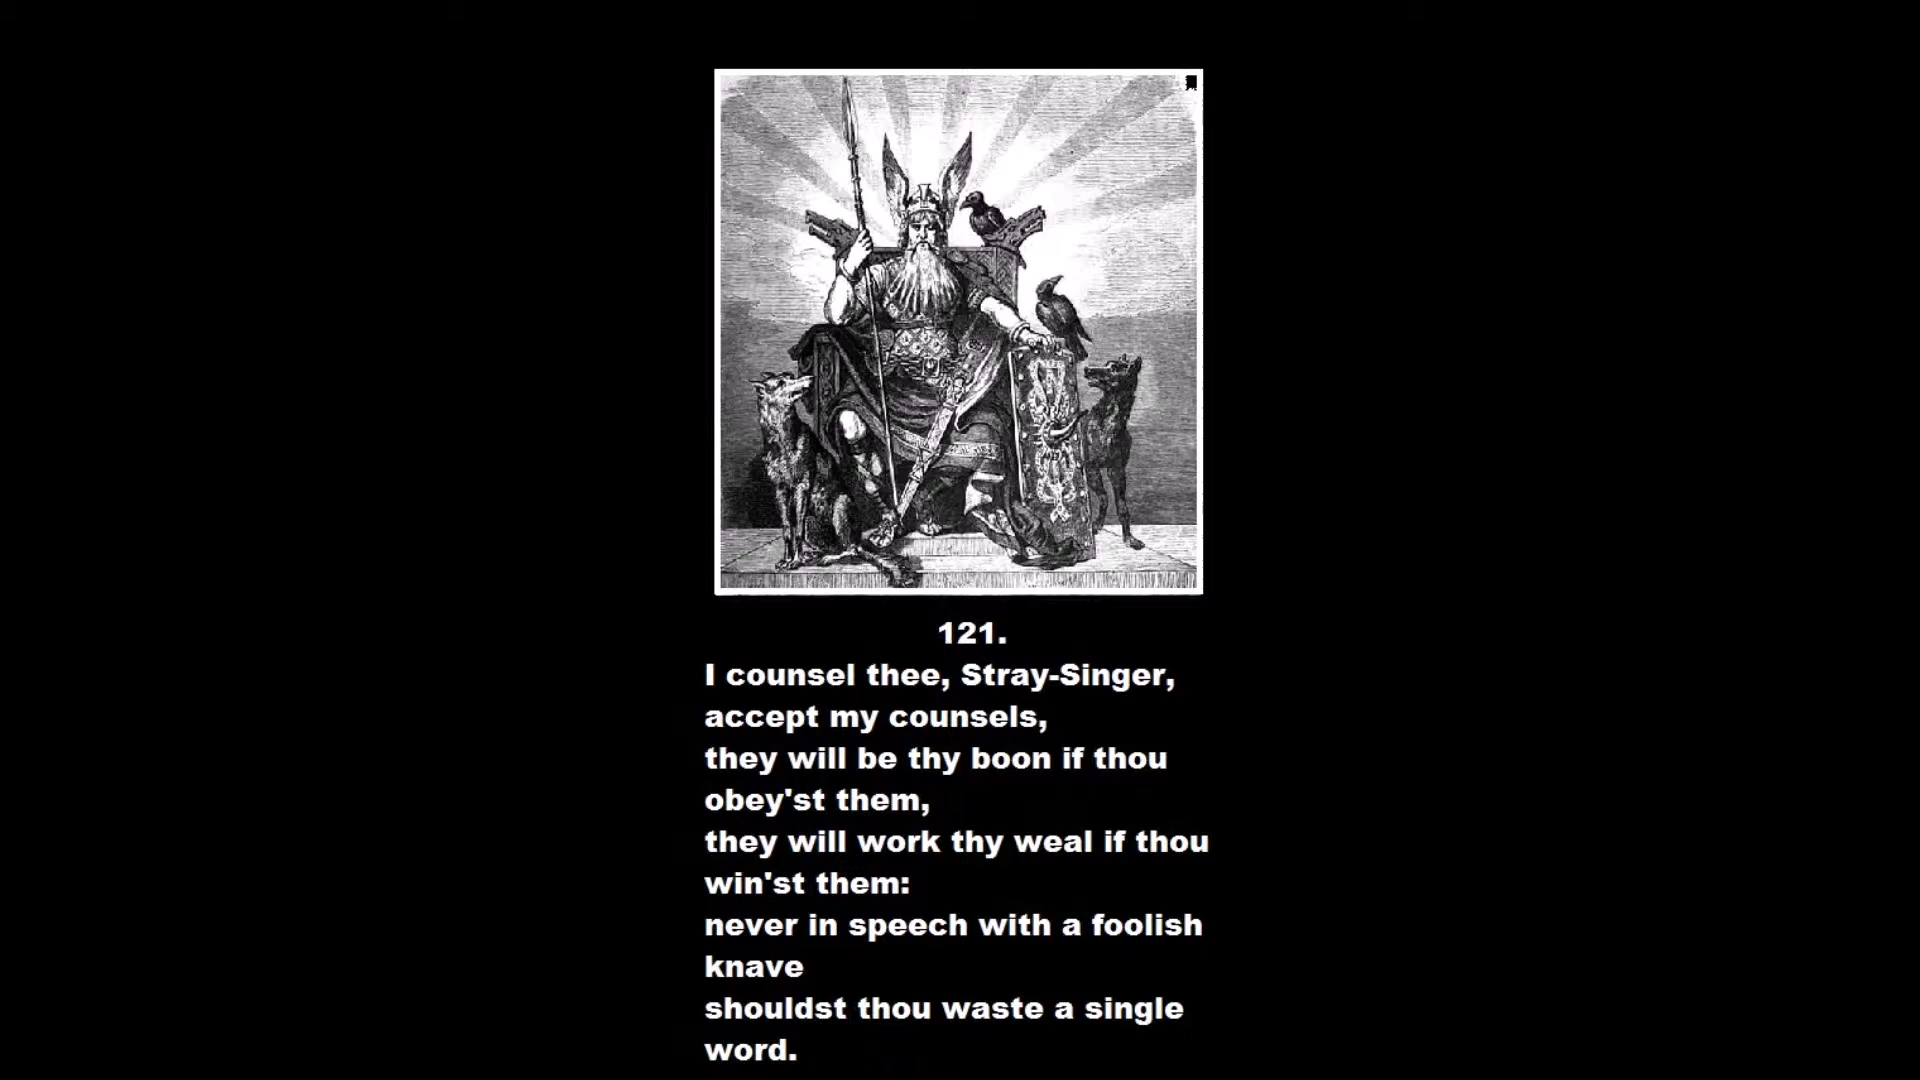 121.
I counsel thee, Stray-Singer,
accept my counsels,
they will be thy boon if thou
obey'st them,
they will work thy weal if thou
win'st them:
never in speech with a foolish
knave
shouldst thou waste a single
word.